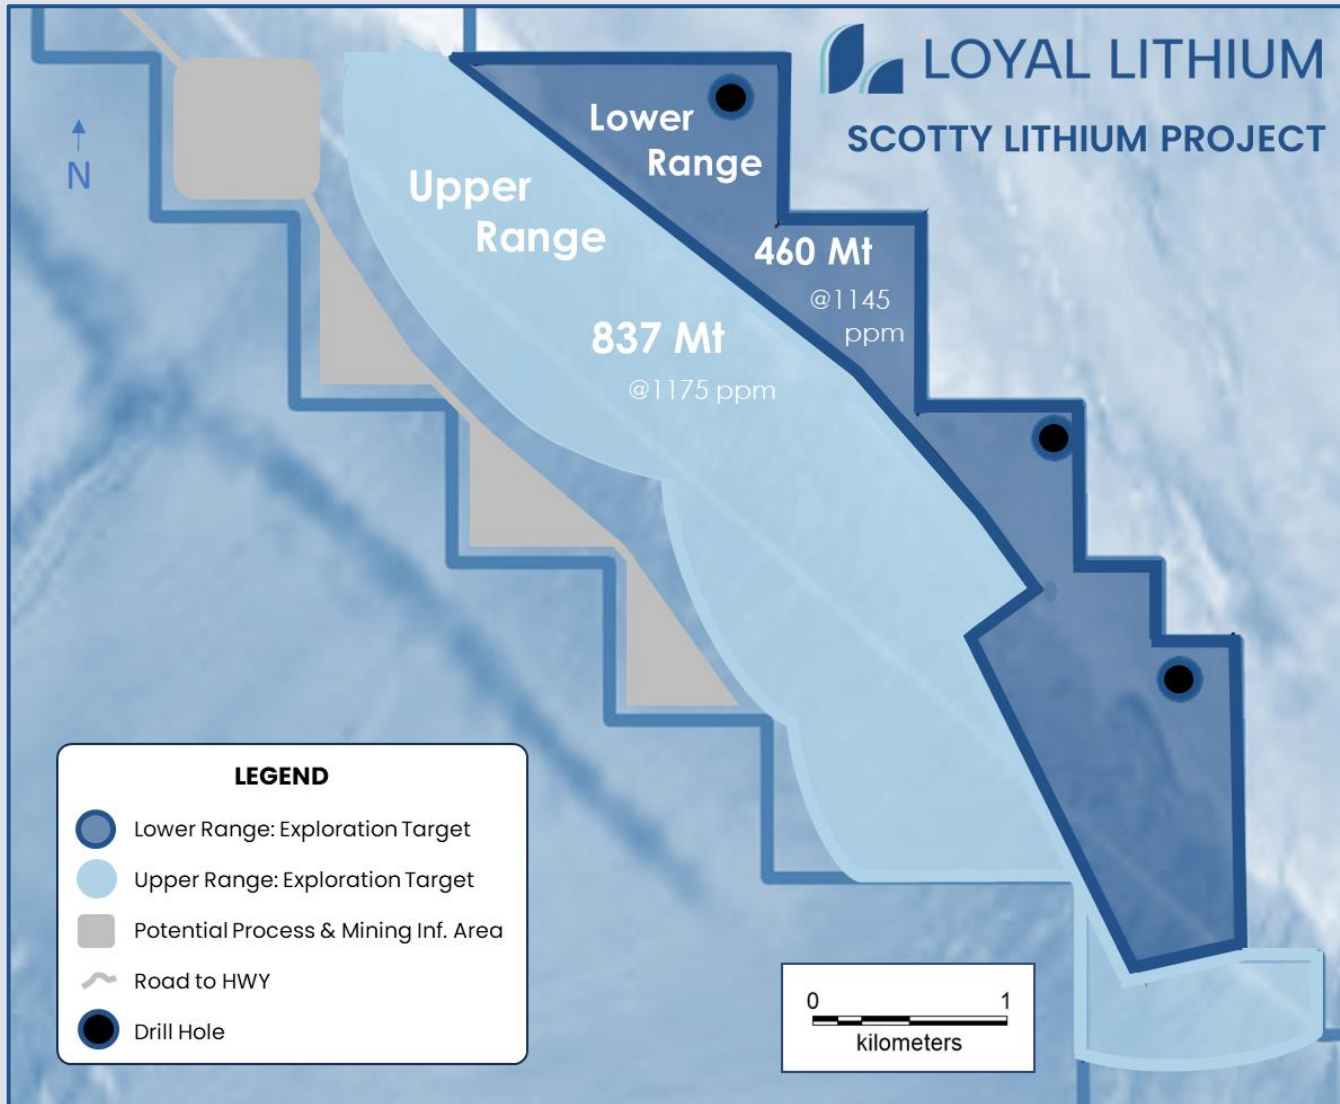 LOYAL LITHIUM
SCOTTY LITHIUM PROJECT
N
Lower
Range
Upper
Range
460 Mt
@1145
ppm
837 Mt
@1175 ppm
LEGEND
Lower Range: Exploration Target
Upper Range: Exploration Target
Potential Process & Mining Inf. Area
Road to HWY
Drill Hole
0 1
kilometers